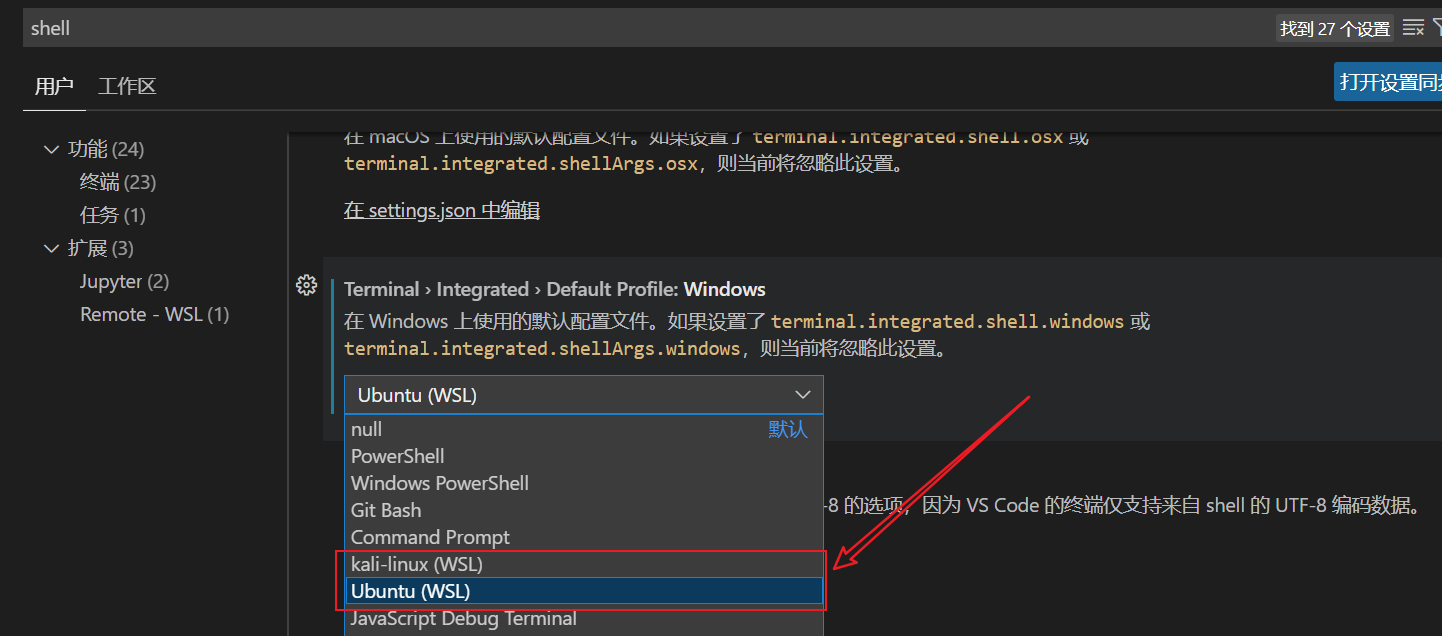 shell
找到 27 个设置
用户 工作区
打开设置同
功能 (24)
终端 (23)
任务 (1)
扩展 (3)
Jupyter (2)
Remote - WSL (1)
在 macOS 上使用的默认配置文件。如果设置了 terminal.integrated.shell.osx 或
terminal.integrated.shellArgs.osx，则当前将忽略此设置。
在 settings.json 中编辑
Terminal › Integrated › Default Profile: Windows
在 Windows 上使用的默认配置文件。如果设置了 terminal.integrated.shell.windows 或
terminal.integrated.shellArgs.windows，则当前将忽略此设置。
Ubuntu (WSL)
null 默认
PowerShell
Windows PowerShell
Git Bash
-8 的选项，因为 VS Code 的终端仅支持来自 shell 的 UTF-8 编码数据。
Command Prompt
kali-linux (WSL)
Ubuntu (WSL)
JavaScript Debug Terminal